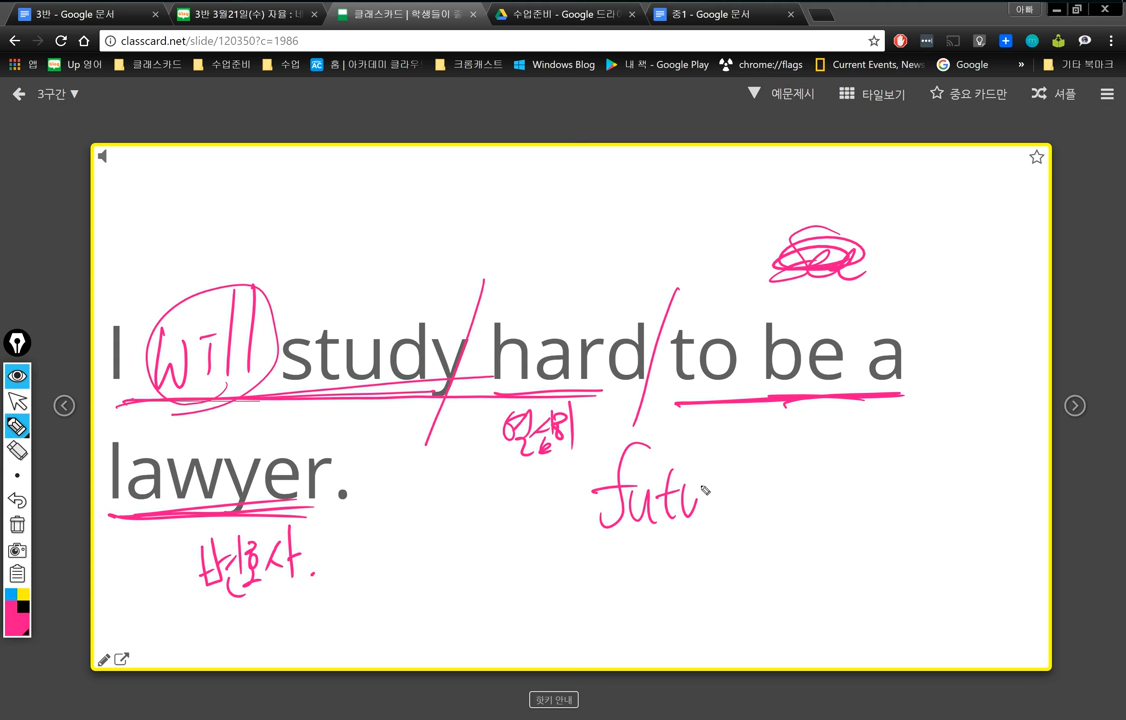 3반 - Google 문서
3반 3월21일(수) 자율 : 네
클래스카드 | 학생들이 좋
수업준비 - Google 드라이
중1 - Google 문서
아빠
classcard.net/slide/120350?c=1986
앱
Up 영어
클래스카드
수업준비
수업
홈 | 아카데미 클라우
크롬캐스트
Windows Blog
내 책 - Google Play
chrome://flags
Current Events, News
Google
»
기타 북마크
3구간 ▼
예문제시
타일보기
중요 카드만
셔플
I will study / hard / to be a
열심히
lawyer.
futu
변호사.
핫키 안내